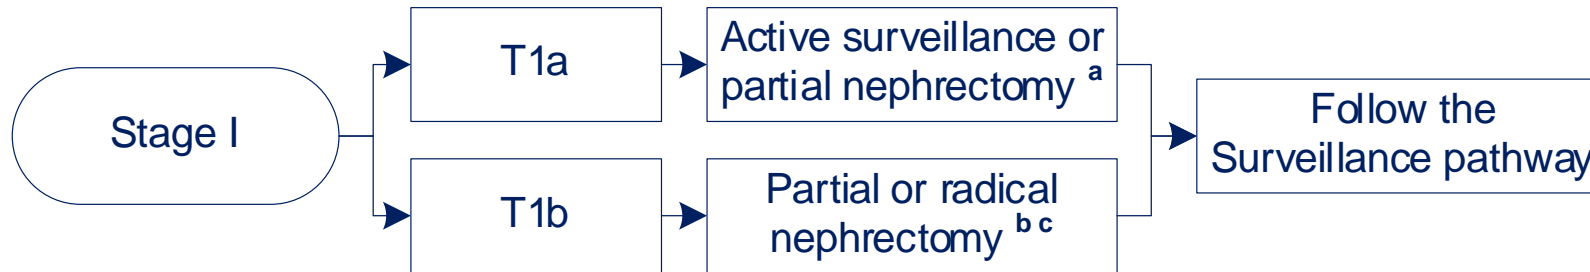 Stage I
T1a
Active surveillance or
partial nephrectomy a
T1b
Partial or radical
nephrectomy b c
Follow the
Surveillance pathway